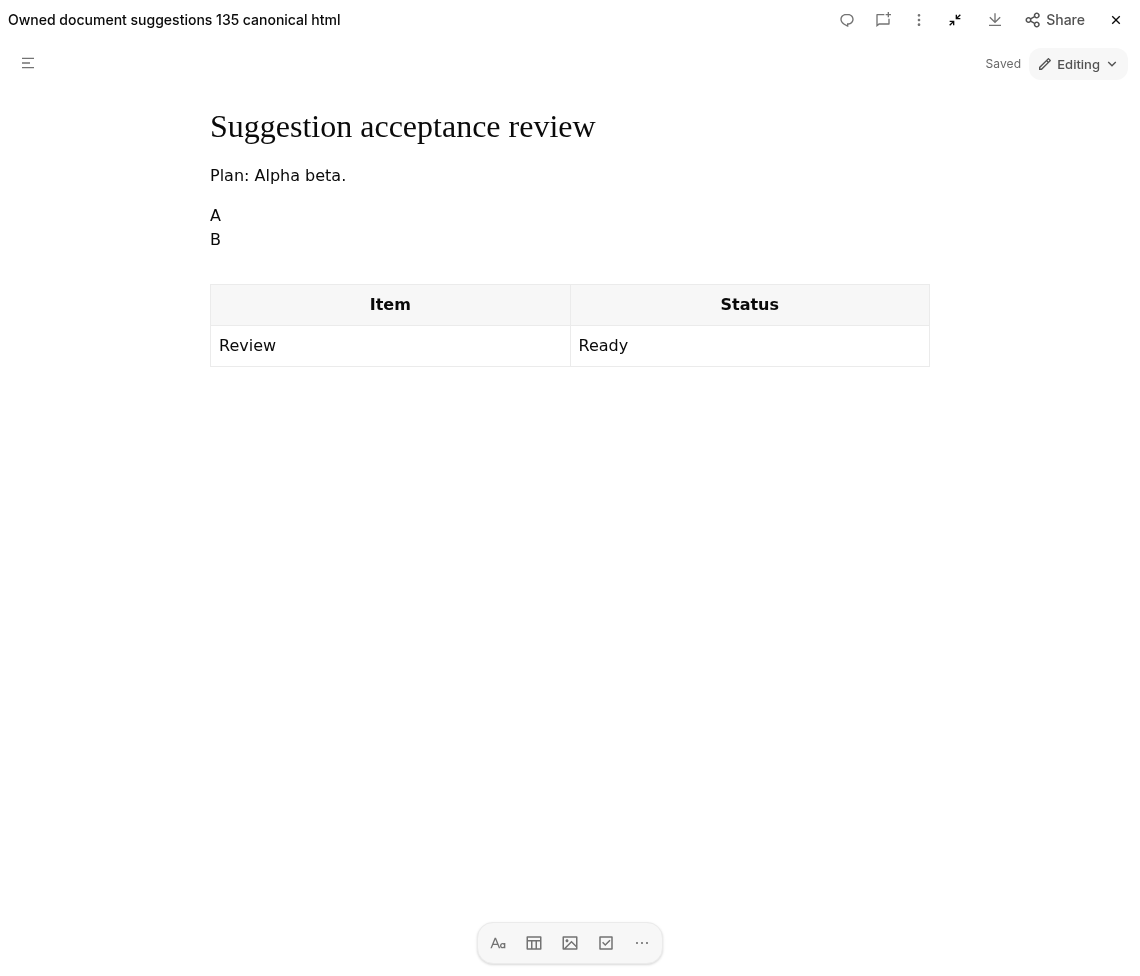 Owned document suggestions 135 canonical html
Share
Saved
Editing
Suggestion acceptance review
Plan: Alpha beta.
A
B
Item Status
Review Ready
Aa